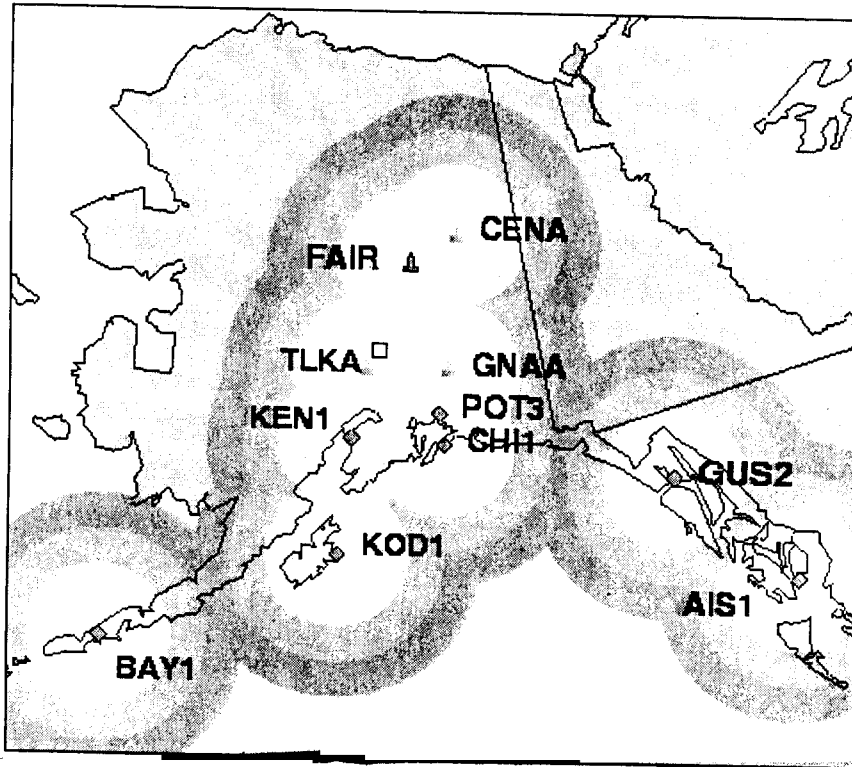 CENA
FAIR
TLKA
GNAA
POT3
KEN1
CHI1
GUS2
KOD1
AIS1
BAY1